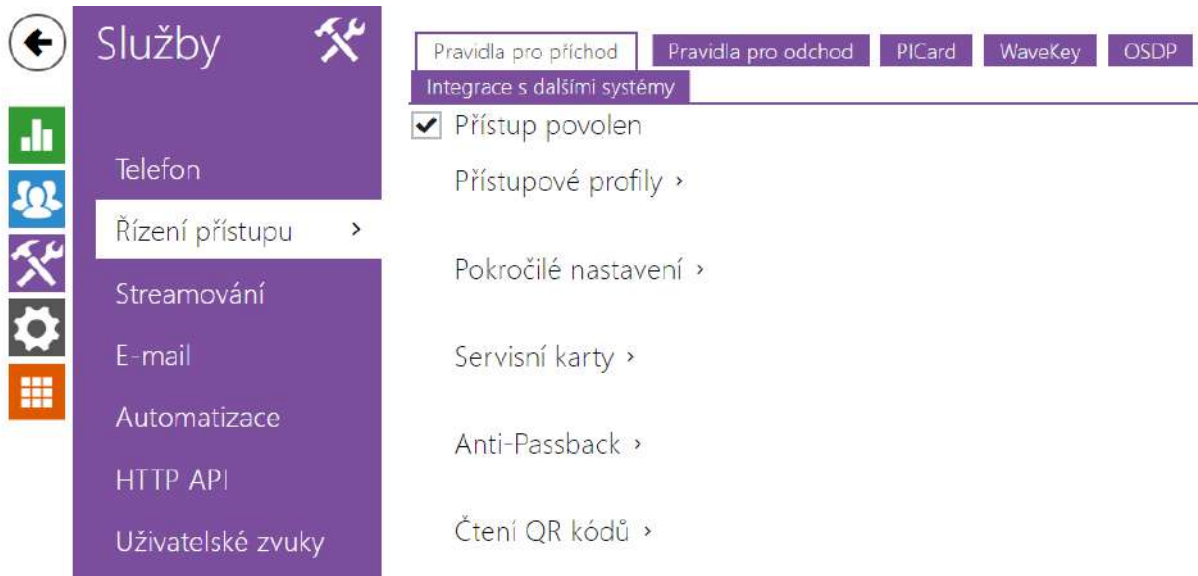 Služby
Telefon
Řízení přístupu
Streamování
E-mail
Automatizace
HTTP API
Uživatelské zvuky
Pravidla pro příchod
Pravidla pro odchod
PICard
WaveKey
OSDP
Integrace s dalšími systémy
Přístup povolen
Přístupové profily ›
Pokročilé nastavení ›
Servisní karty ›
Anti-Passback ›
Čtení QR kódů ›